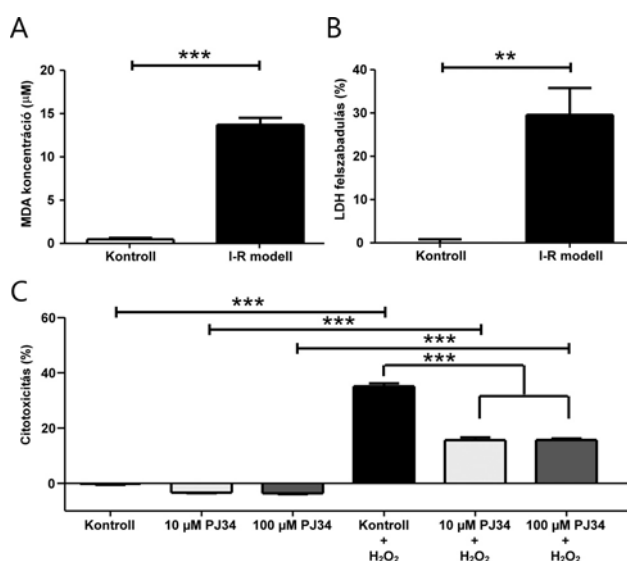 A
***
MDA koncentráció (µM)
20
15
10
5
0
Kontroll
I-R modell
B
**
LDH felszabadulás (%)
40
30
20
10
0
Kontroll
I-R modell
C
***
***
***
***
Citotoxicitás (%)
60
40
20
0
Kontroll
10 µM PJ34
100 µM PJ34
Kontroll
+
H₂O₂
10 µM PJ34
+
H₂O₂
100 µM PJ34
+
H₂O₂